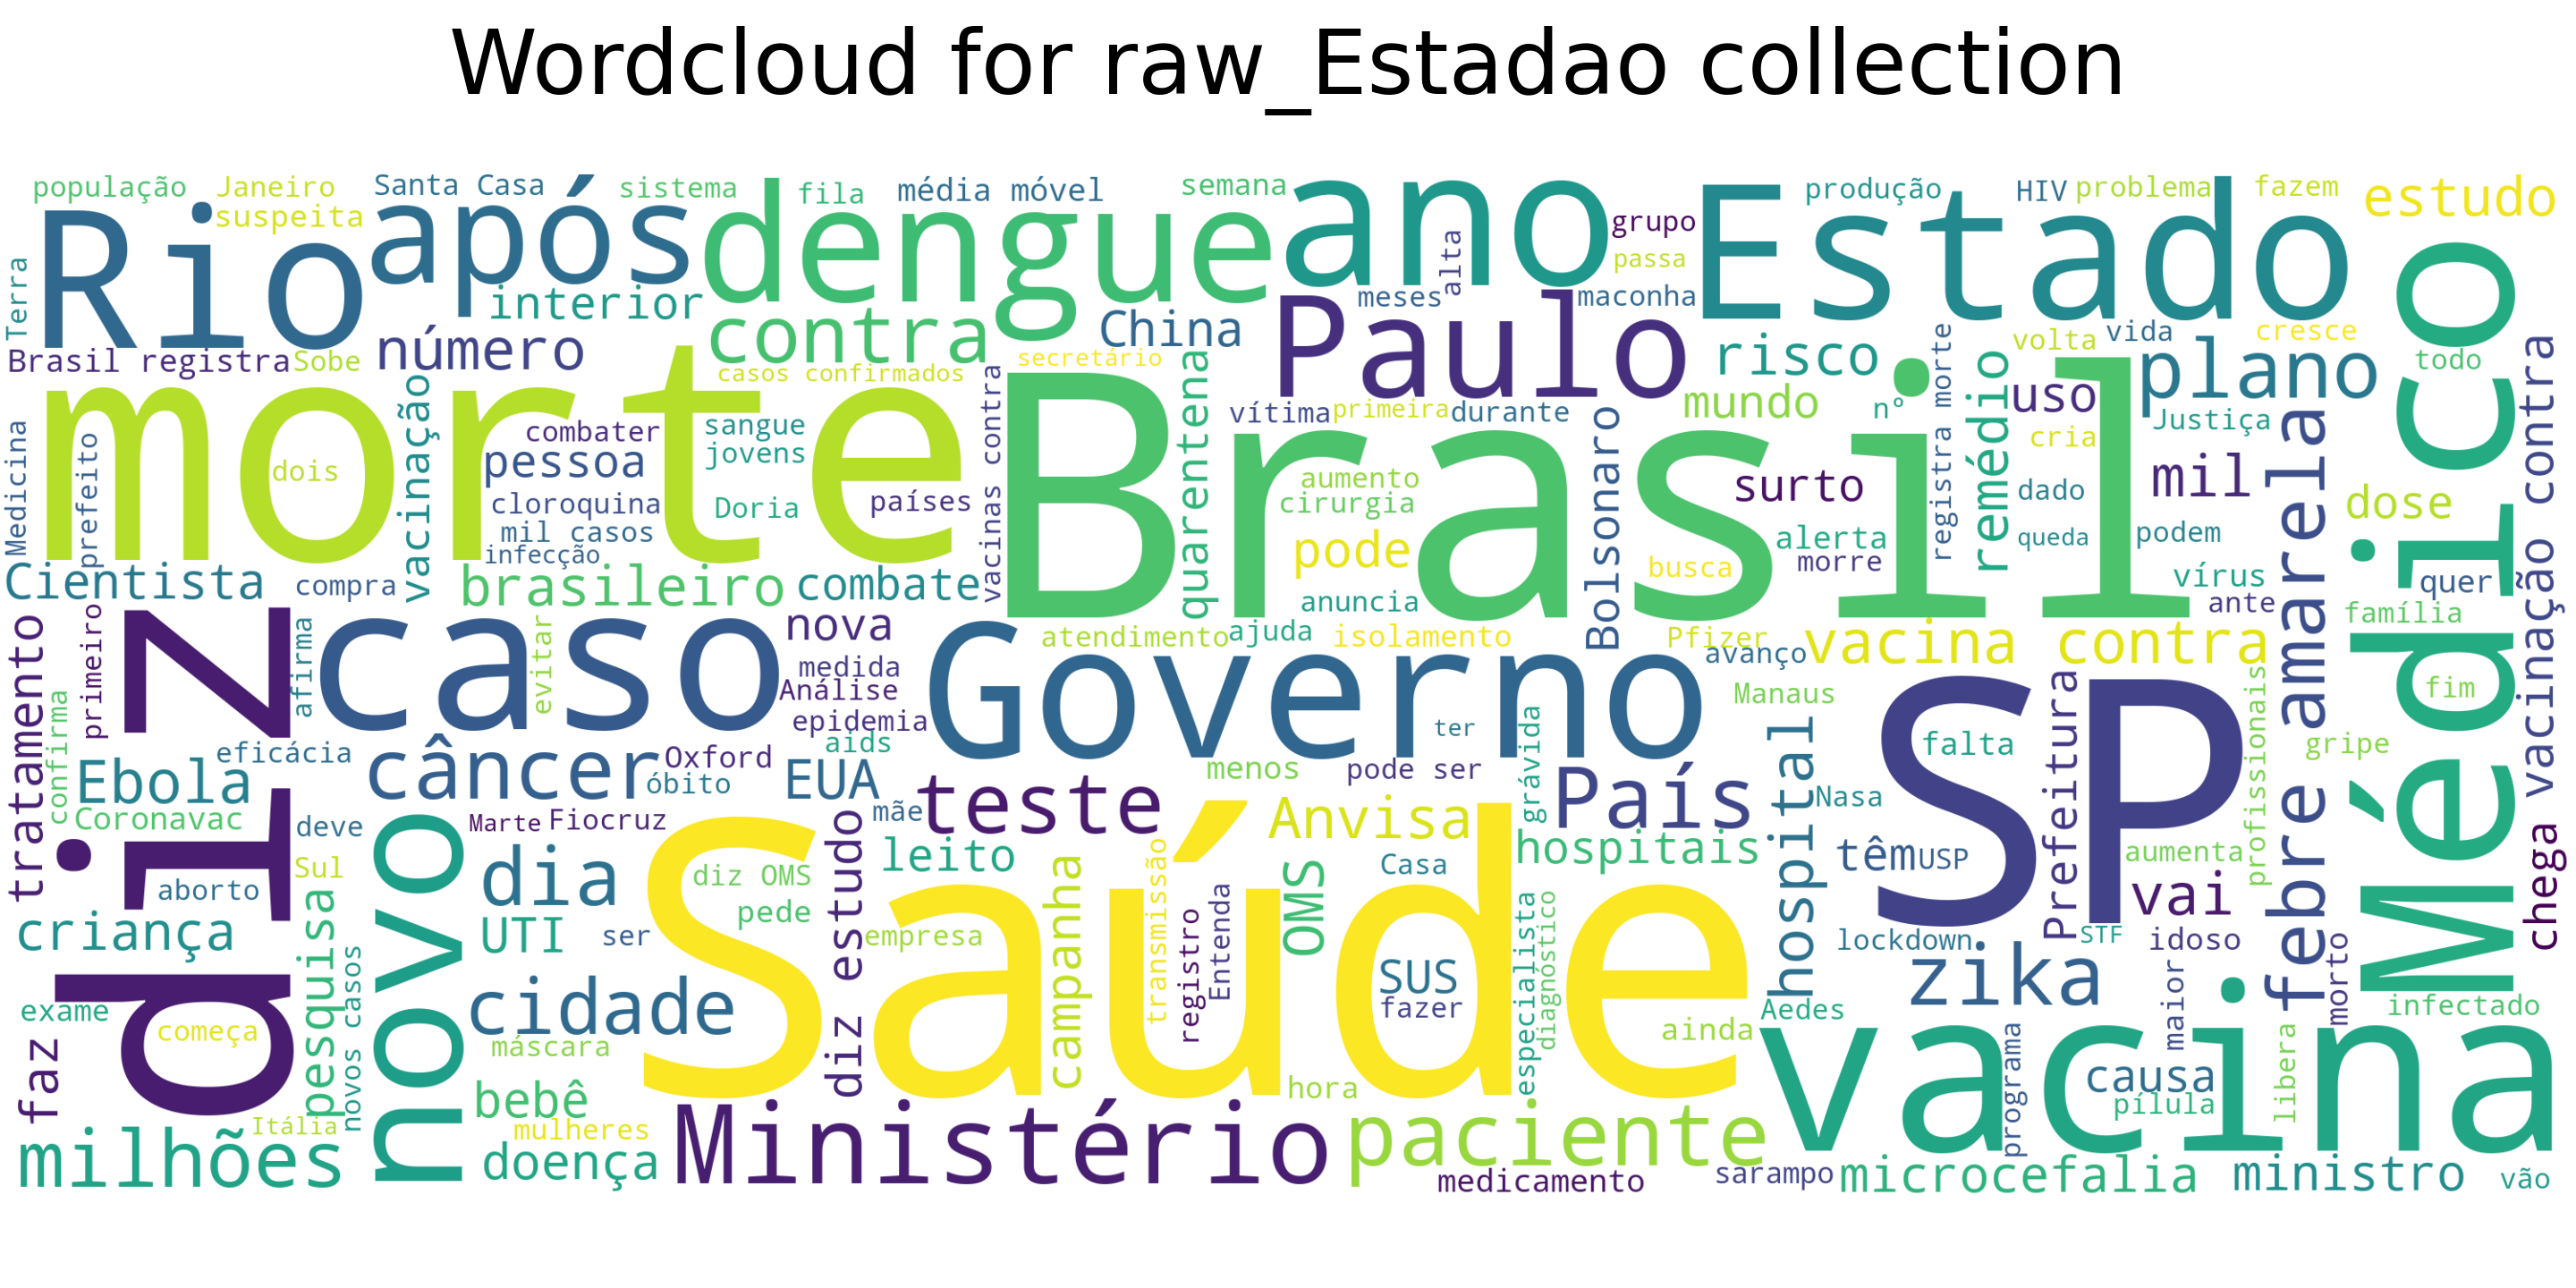 Wordcloud for raw_Estadao collection
população
Janeiro
suspeita
Santa Casa
sistema
fila
média móvel
semana
produção
HIV
problema
fazem
estudo
Rio
após
dengue
ano
Estado
grupo
passa
alta
Terra
interior
contra
China
meses
maconha
Paulo
Médico
Brasil registra
Sobe
número
casos confirmados
secretário
risco
registra morte
volta
vida
cresce
plano
todo
vacinação contra
morte
Brasil
vacinação
vacinas contra
quarentena
vítima
primeira
durante
mundo
nº
remédio
uso
Justiça
Medicina
prefeito
dois
combater
pessoa
sangue
jovens
cloroquina
mil casos
infecção
Doria
países
aumento
cirurgia
pode
Bolsonaro
surto
cria
dado
mil
alerta
morre
queda
podem
dose
febre amarela
Cientista
compra
brasileiro
combate
anuncia
busca
vírus
ante
quer
família
tratamento
primeiro
diz
afirma
caso
evitar
nova
medida
Análise
epidemia
aids
atendimento
ajuda
isolamento
Pfizer
avanço
vacina contra
Governo
ter
Manaus
SP
falta
Prefeitura
profissionais
gripe
fim
confirma
eficácia
Ebola
câncer
Oxford
óbito
EUA
menos
pode ser
grávida
País
hospital
Nasa
Coronavac
deve
Marte
Fiocruz
mãe
teste
Anvisa
hospitais
têm
USP
aumenta
chega
Sul
aborto
novo
dia
diz OMS
pede
diz estudo
leito
campanha
transmissão
registro
Entenda
OMS
Casa
especialista
diagnóstico
vai
criança
pesquisa
novos casos
UTI
ser
Saúde
empresa
SUS
fazer
lockdown
STF
idoso
zika
maior
morto
infectado
exame
começa
faz
cidade
máscara
ainda
Aedes
vacina
programa
causa
pílula
libera
bebê
mulheres
hora
Itália
milhões
doença
Ministério
paciente
medicamento
sarampo
microcefalia
ministro
vão